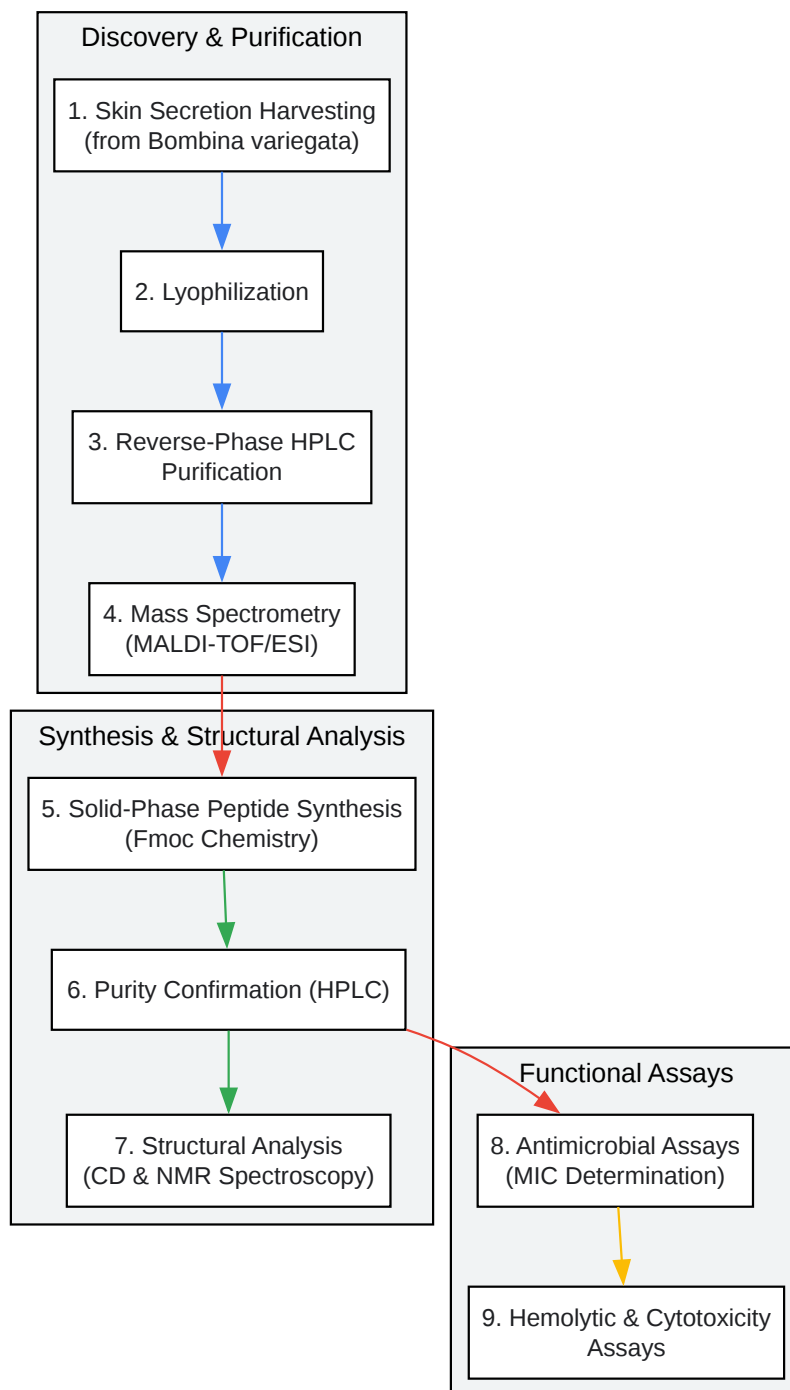 Discovery & Purification
1. Skin Secretion Harvesting
(from Bombina variegata)
2. Lyophilization
3. Reverse-Phase HPLC
Purification
4. Mass Spectrometry
(MALDI-TOF/ESI)
Synthesis & Structural Analysis
5. Solid-Phase Peptide Synthesis
(Fmoc Chemistry)
6. Purity Confirmation (HPLC)
7. Structural Analysis
(CD & NMR Spectroscopy)
Functional Assays
8. Antimicrobial Assays
(MIC Determination)
9. Hemolytic & Cytotoxicity
Assays